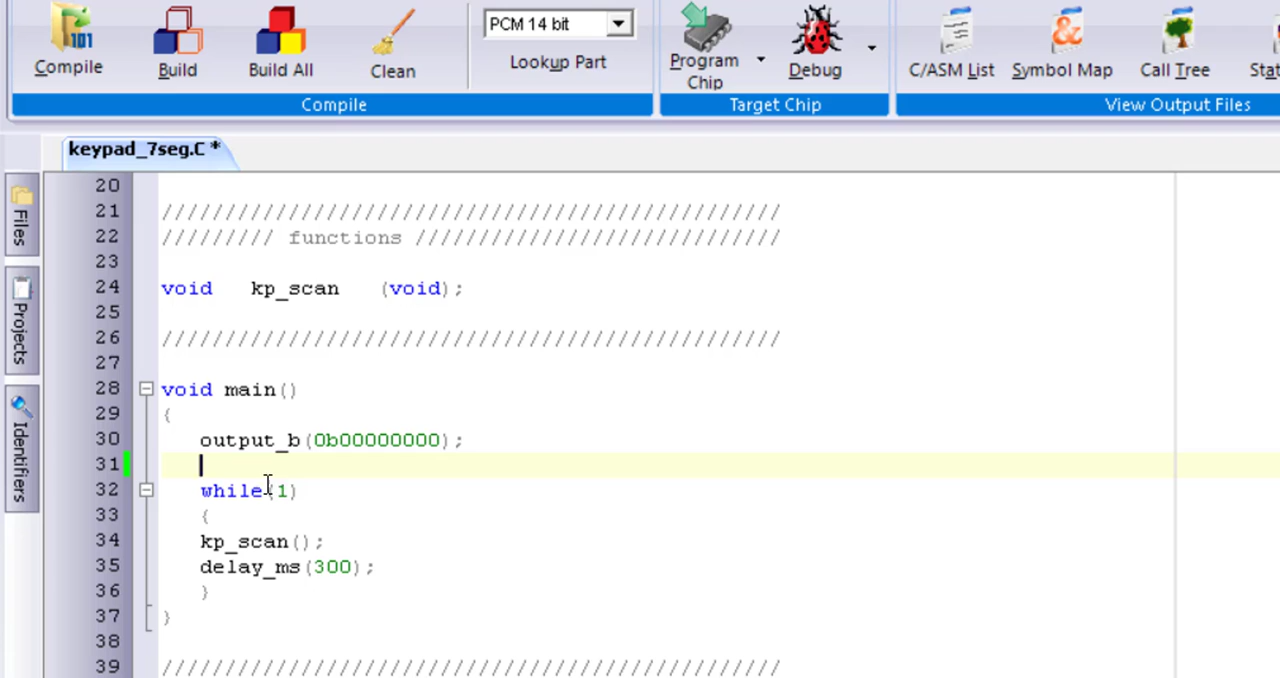 101
PCM 14 bit
Compile
Build
Build All
Clean
Lookup Part
Program
Chip
Debug
C/ASM List
Symbol Map
Call Tree
Compile
Target Chip
View Output Files
keypad_7seg.C *
Files
Projects
Identifiers
20
21 /////////////////////////////////////////////////
22 ///////// functions /////////////////////////////
23
24 void kp_scan (void);
25
26 /////////////////////////////////////////////////
27
28 void main()
29 {
30 output_b(0b00000000);
31
32 while(1)
33 {
34 kp_scan();
35 delay_ms(300);
36 }
37 }
38
39 /////////////////////////////////////////////////